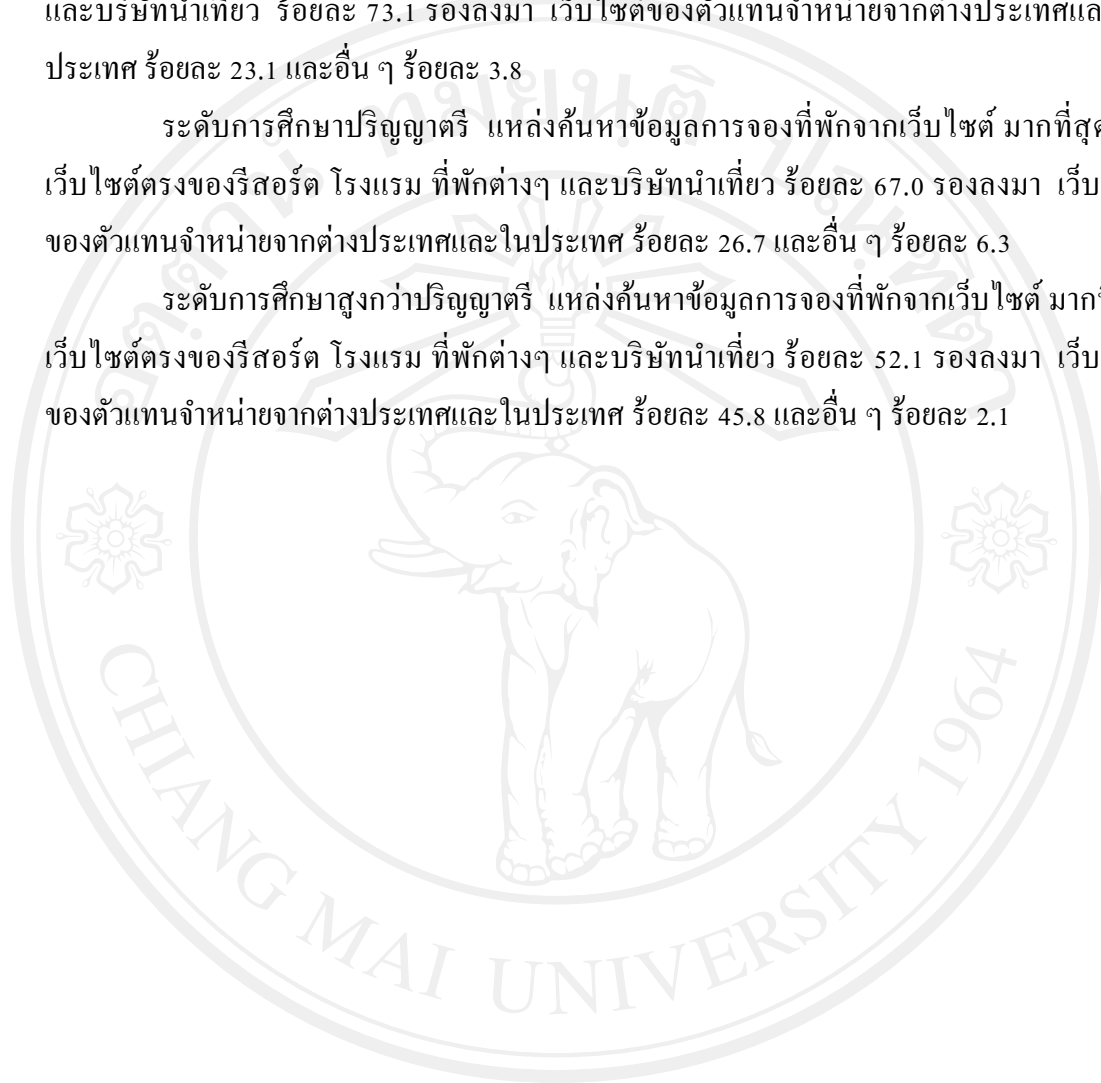 และบริษัทนำเที่ยว ร้อยละ 73.1 รองลงมา เว็บไซต์ของตัวแทนจำหน่ายจากต่างประเทศและ
ประเทศ ร้อยละ 23.1 และอื่น ๆ ร้อยละ 3.8
ระดับการศึกษาปริญญาตรี แหล่งค้นหาข้อมูลการจองที่พักจากเว็บไซต์ มากที่สุด
เว็บไซต์ตรงของรีสอร์ต โรงแรม ที่พักต่างๆ และบริษัทนำเที่ยว ร้อยละ 67.0 รองลงมา เว็บ
ของตัวแทนจำหน่ายจากต่างประเทศและในประเทศ ร้อยละ 26.7 และอื่น ๆ ร้อยละ 6.3
ระดับการศึกษาสูงกว่าปริญญาตรี แหล่งค้นหาข้อมูลการจองที่พักจากเว็บไซต์ มาก
เว็บไซต์ตรงของรีสอร์ต โรงแรม ที่พักต่างๆ และบริษัทนำเที่ยว ร้อยละ 52.1 รองลงมา เว็บ
ของตัวแทนจำหน่ายจากต่างประเทศและในประเทศ ร้อยละ 45.8 และอื่น ๆ ร้อยละ 2.1
CHIANG MAI UNIVERSITY 1964